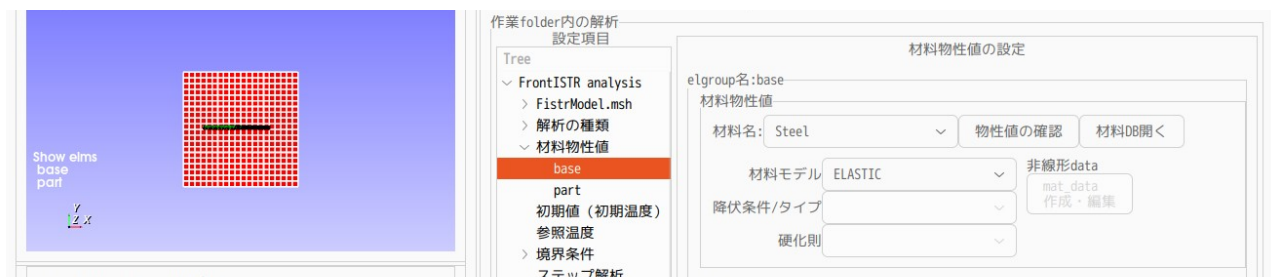 作業folder内の解析
設定項目
Tree
FrontISTR analysis
FistrModel.msh
解析の種類
材料物性値
base
part
初期値（初期温度）
参照温度
境界条件
ステップ解析
材料物性値の設定
elgroup名:base
材料物性値
材料名: Steel 物性値の確認 材料DB開く
材料モデル ELASTIC
非線形data
mat_data
作成・編集
降伏条件/タイプ
硬化則
Show elms
base
part
Y
Z X